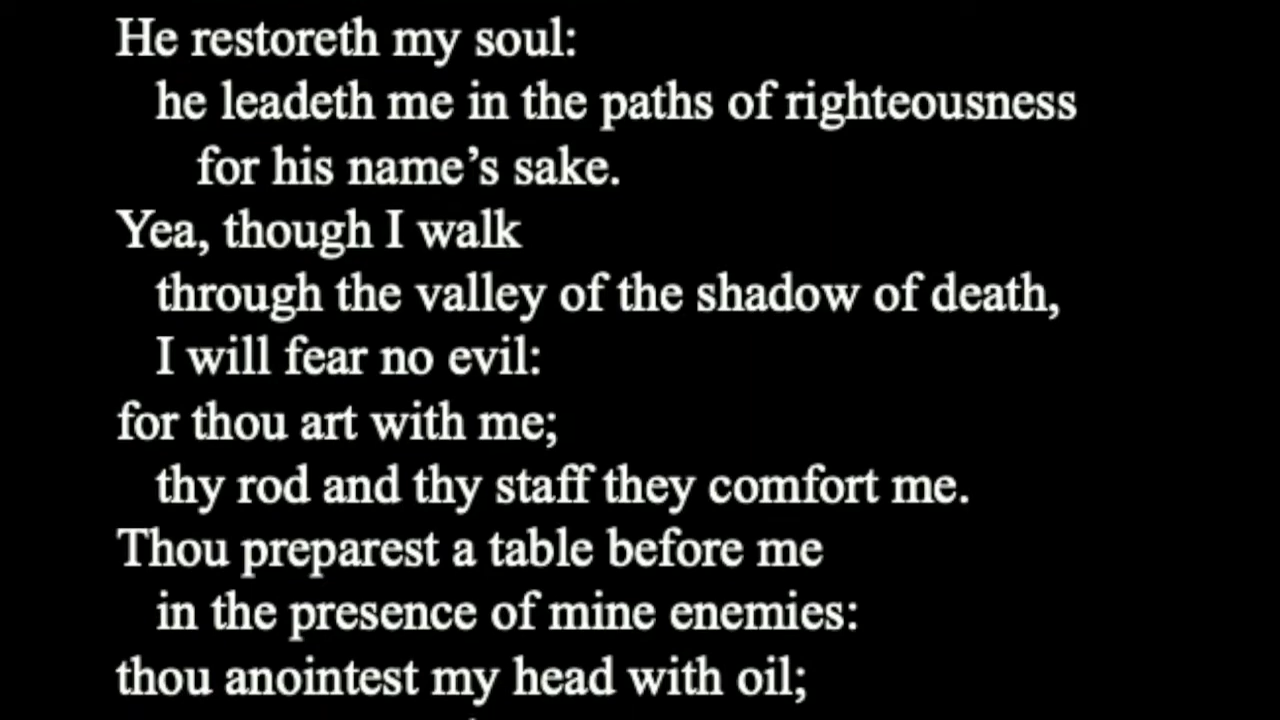 He restoreth my soul:
he leadeth me in the paths of righteousness
for his name’s sake.
Yea, though I walk
through the valley of the shadow of death,
I will fear no evil:
for thou art with me;
thy rod and thy staff they comfort me.
Thou preparest a table before me
in the presence of mine enemies:
thou anointest my head with oil;